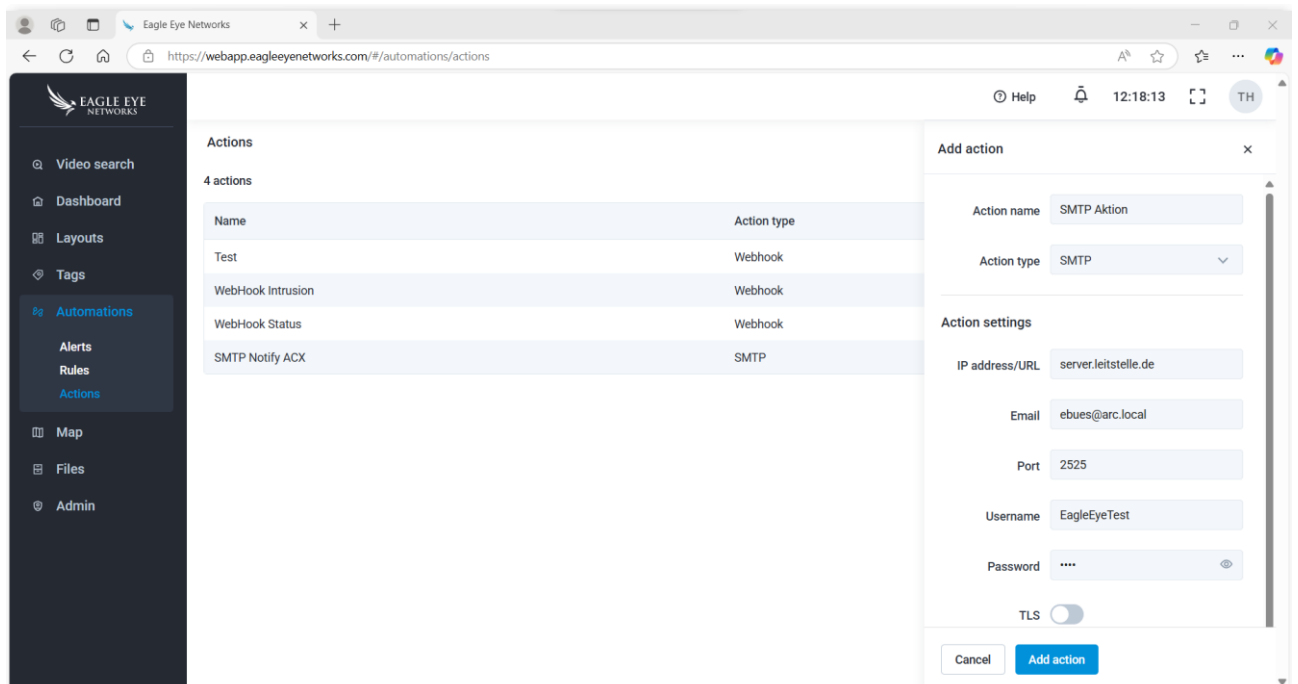 Eagle Eye Networks
https://webapp.eagleeyenetworks.com/#/automations/actions
EAGLE EYE
NETWORKS
Help
12:18:13
TH
Video search
Dashboard
Layouts
Tags
Automations
Alerts
Rules
Actions
Map
Files
Admin
Actions
4 actions
Name Action type
Test Webhook
WebHook Intrusion Webhook
WebHook Status Webhook
SMTP Notify ACX SMTP
Add action
Action name SMTP Aktion
Action type SMTP
Action settings
IP address/URL server.leitstelle.de
Email ebues@arc.local
Port 2525
Username EagleEyeTest
Password ••••
TLS
Cancel Add action